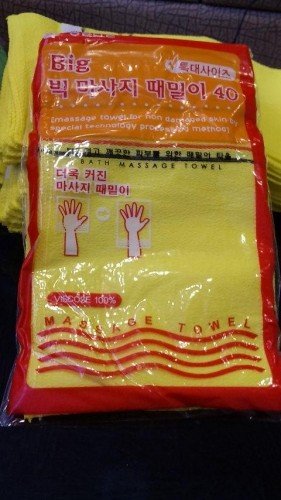 Big
특대사이즈
빅 마사지 때밀이 40
(massage towel for non damaged skin by
special technology processing method)
BATH MASSAGE TOWEL
더욱 커진
마사지 때밀이
VISCOZE 100%
MASSAGE TOWEL